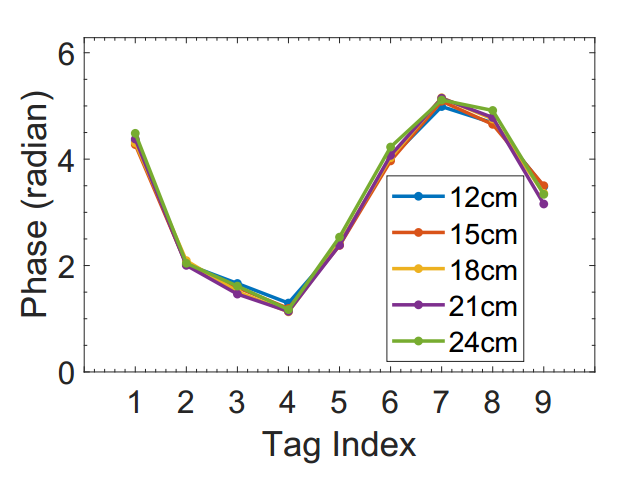 6
4
2
0
Phase (radian)
12cm
15cm
18cm
21cm
24cm
1 2 3 4 5 6 7 8 9
Tag Index